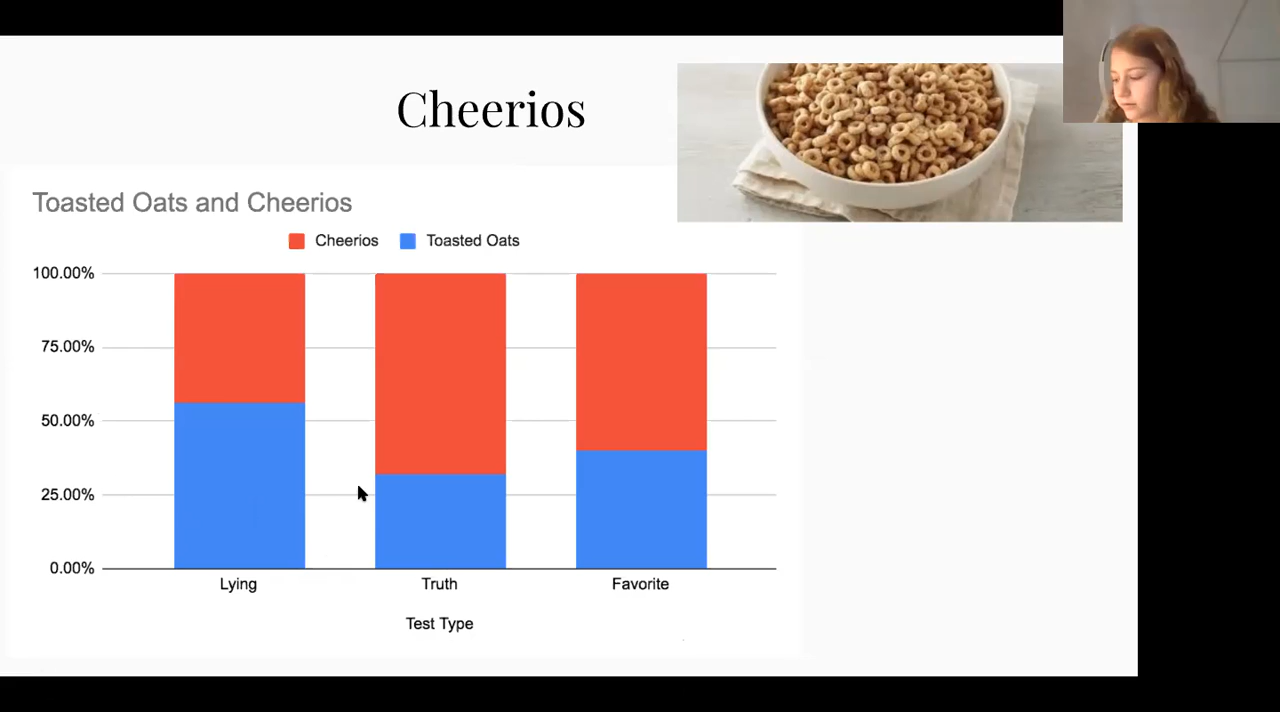 Cheerios
Toasted Oats and Cheerios
Cheerios Toasted Oats
100.00%
75.00%
50.00%
25.00%
0.00%
Lying Truth Favorite
Test Type